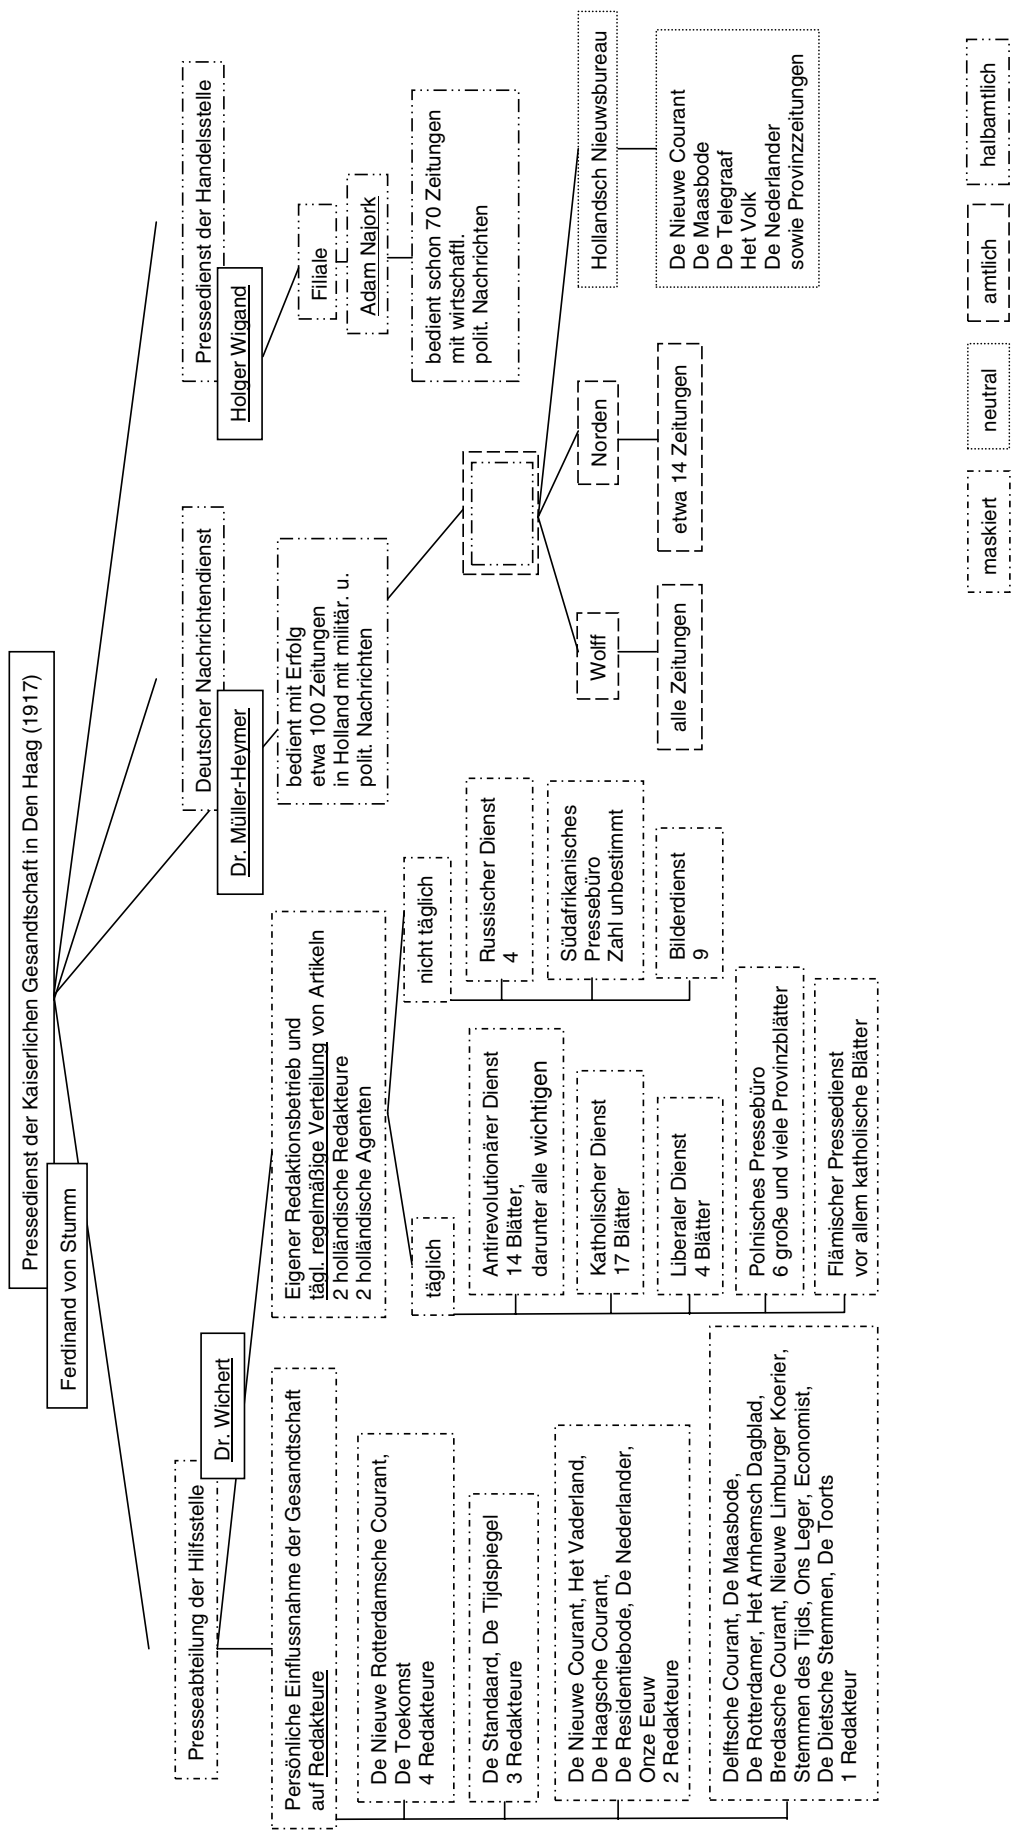 Pressedienst der Kaiserlichen Gesandtschaft in Den Haag (1917)
Ferdinand von Stumm
Presseabteilung der Hilfsstelle
Dr. Wichert
Persönliche Einflussnahme der Gesandtschaft
auf Redakteure
De Nieuwe Rotterdamsche Courant,
De Toekomst
4 Redakteure
De Standaard, De Tijdspiegel
3 Redakteure
De Nieuwe Courant, Het Vaderland,
De Haagsche Courant,
De Residentiebode, De Nederlander,
Onze Eeuw
2 Redakteure
Delftsche Courant, De Maasbode,
De Rotterdamer, Het Arnhemsch Dagblad,
Bredasche Courant, Nieuwe Limburger Koerier,
Stemmen des Tijds, Ons Leger, Economist,
De Dietsche Stemmen, De Toorts
1 Redakteur
Eigener Redaktionsbetrieb und
tägl. regelmäßige Verteilung von Artikeln
2 holländische Redakteure
2 holländische Agenten
täglich
Antirevolutionärer Dienst
14 Blätter,
darunter alle wichtigen
Katholischer Dienst
17 Blätter
Liberaler Dienst
4 Blätter
Polnisches Pressebüro
6 große und viele Provinzblätter
Flämischer Pressedienst
vor allem katholische Blätter
nicht täglich
Russischer Dienst
4
Südafrikanisches
Pressebüro
Zahl unbestimmt
Bilderdienst
9
Deutscher Nachrichtendienst
Dr. Müller-Heymer
bedient mit Erfolg
etwa 100 Zeitungen
in Holland mit militär. u.
polit. Nachrichten
Wolff
alle Zeitungen
Norden
etwa 14 Zeitungen
Hollandsch Nieuwsbureau
De Nieuwe Courant
De Maasbode
De Telegraaf
Het Volk
De Nederlander
sowie Provinzzeitungen
Pressedienst der Handelsstelle
Holger Wigand
Filiale
Adam Najork
bedient schon 70 Zeitungen
mit wirtschaftl.
polit. Nachrichten
maskiert
neutral
amtlich
halbamtlich